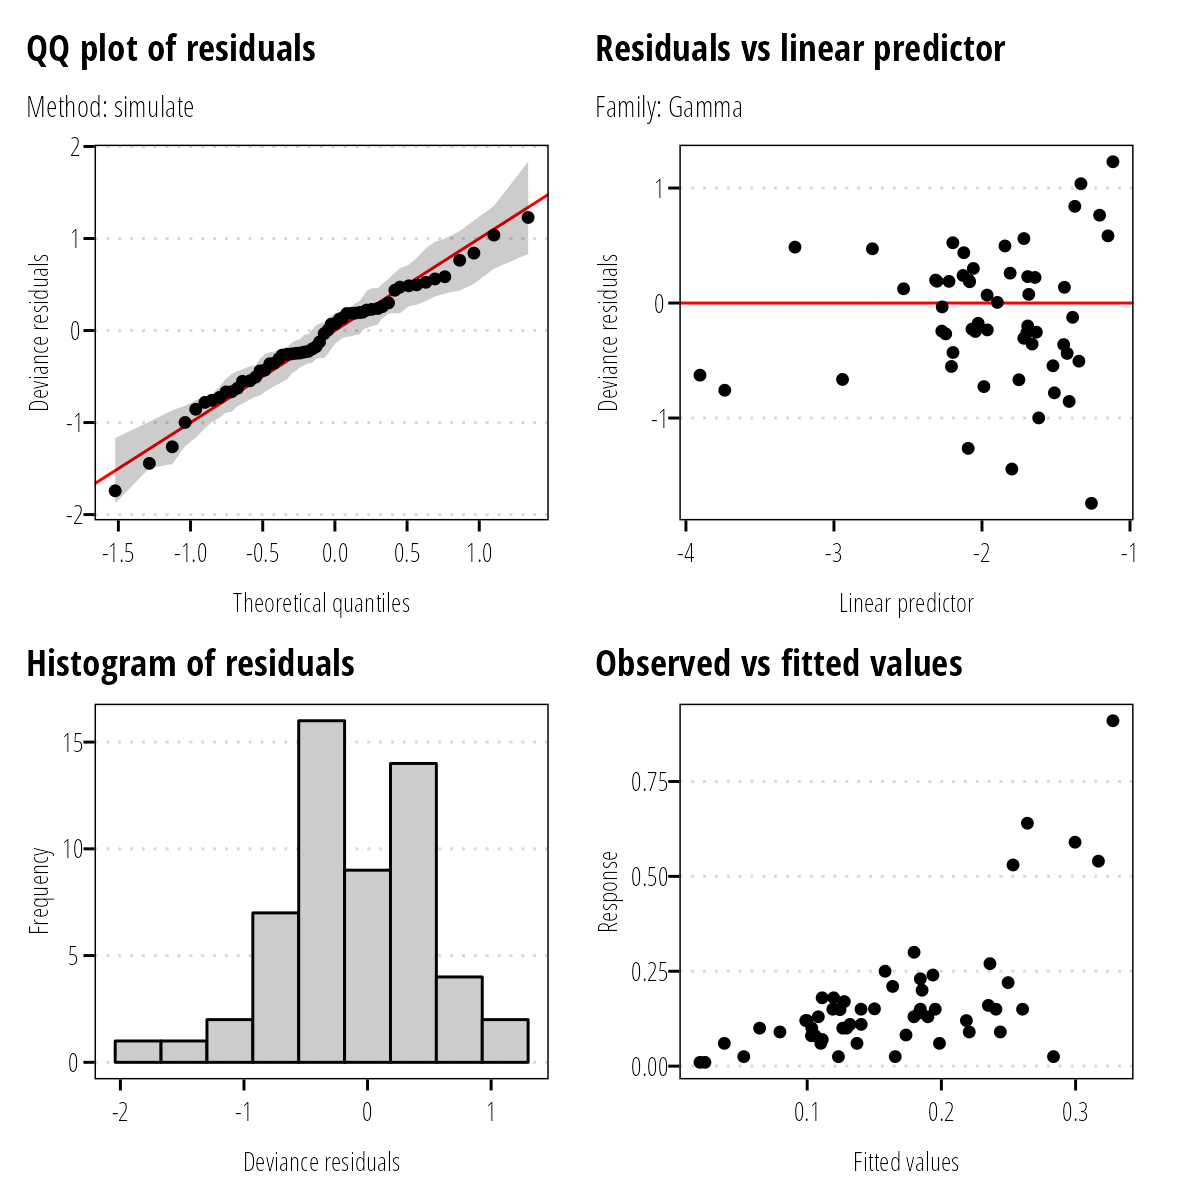 QQ plot of residuals
Method: simulate
2
1
0
-1
-2
Deviance residuals
-1.5 -1.0 -0.5 0.0 0.5 1.0
Theoretical quantiles
Residuals vs linear predictor
Family: Gamma
1
0
-1
Deviance residuals
-4 -3 -2 -1
Linear predictor
Histogram of residuals
15
10
5
0
Frequency
-2 -1 0 1
Deviance residuals
Observed vs fitted values
0.75
0.50
0.25
0.00
Response
0.1 0.2 0.3
Fitted values